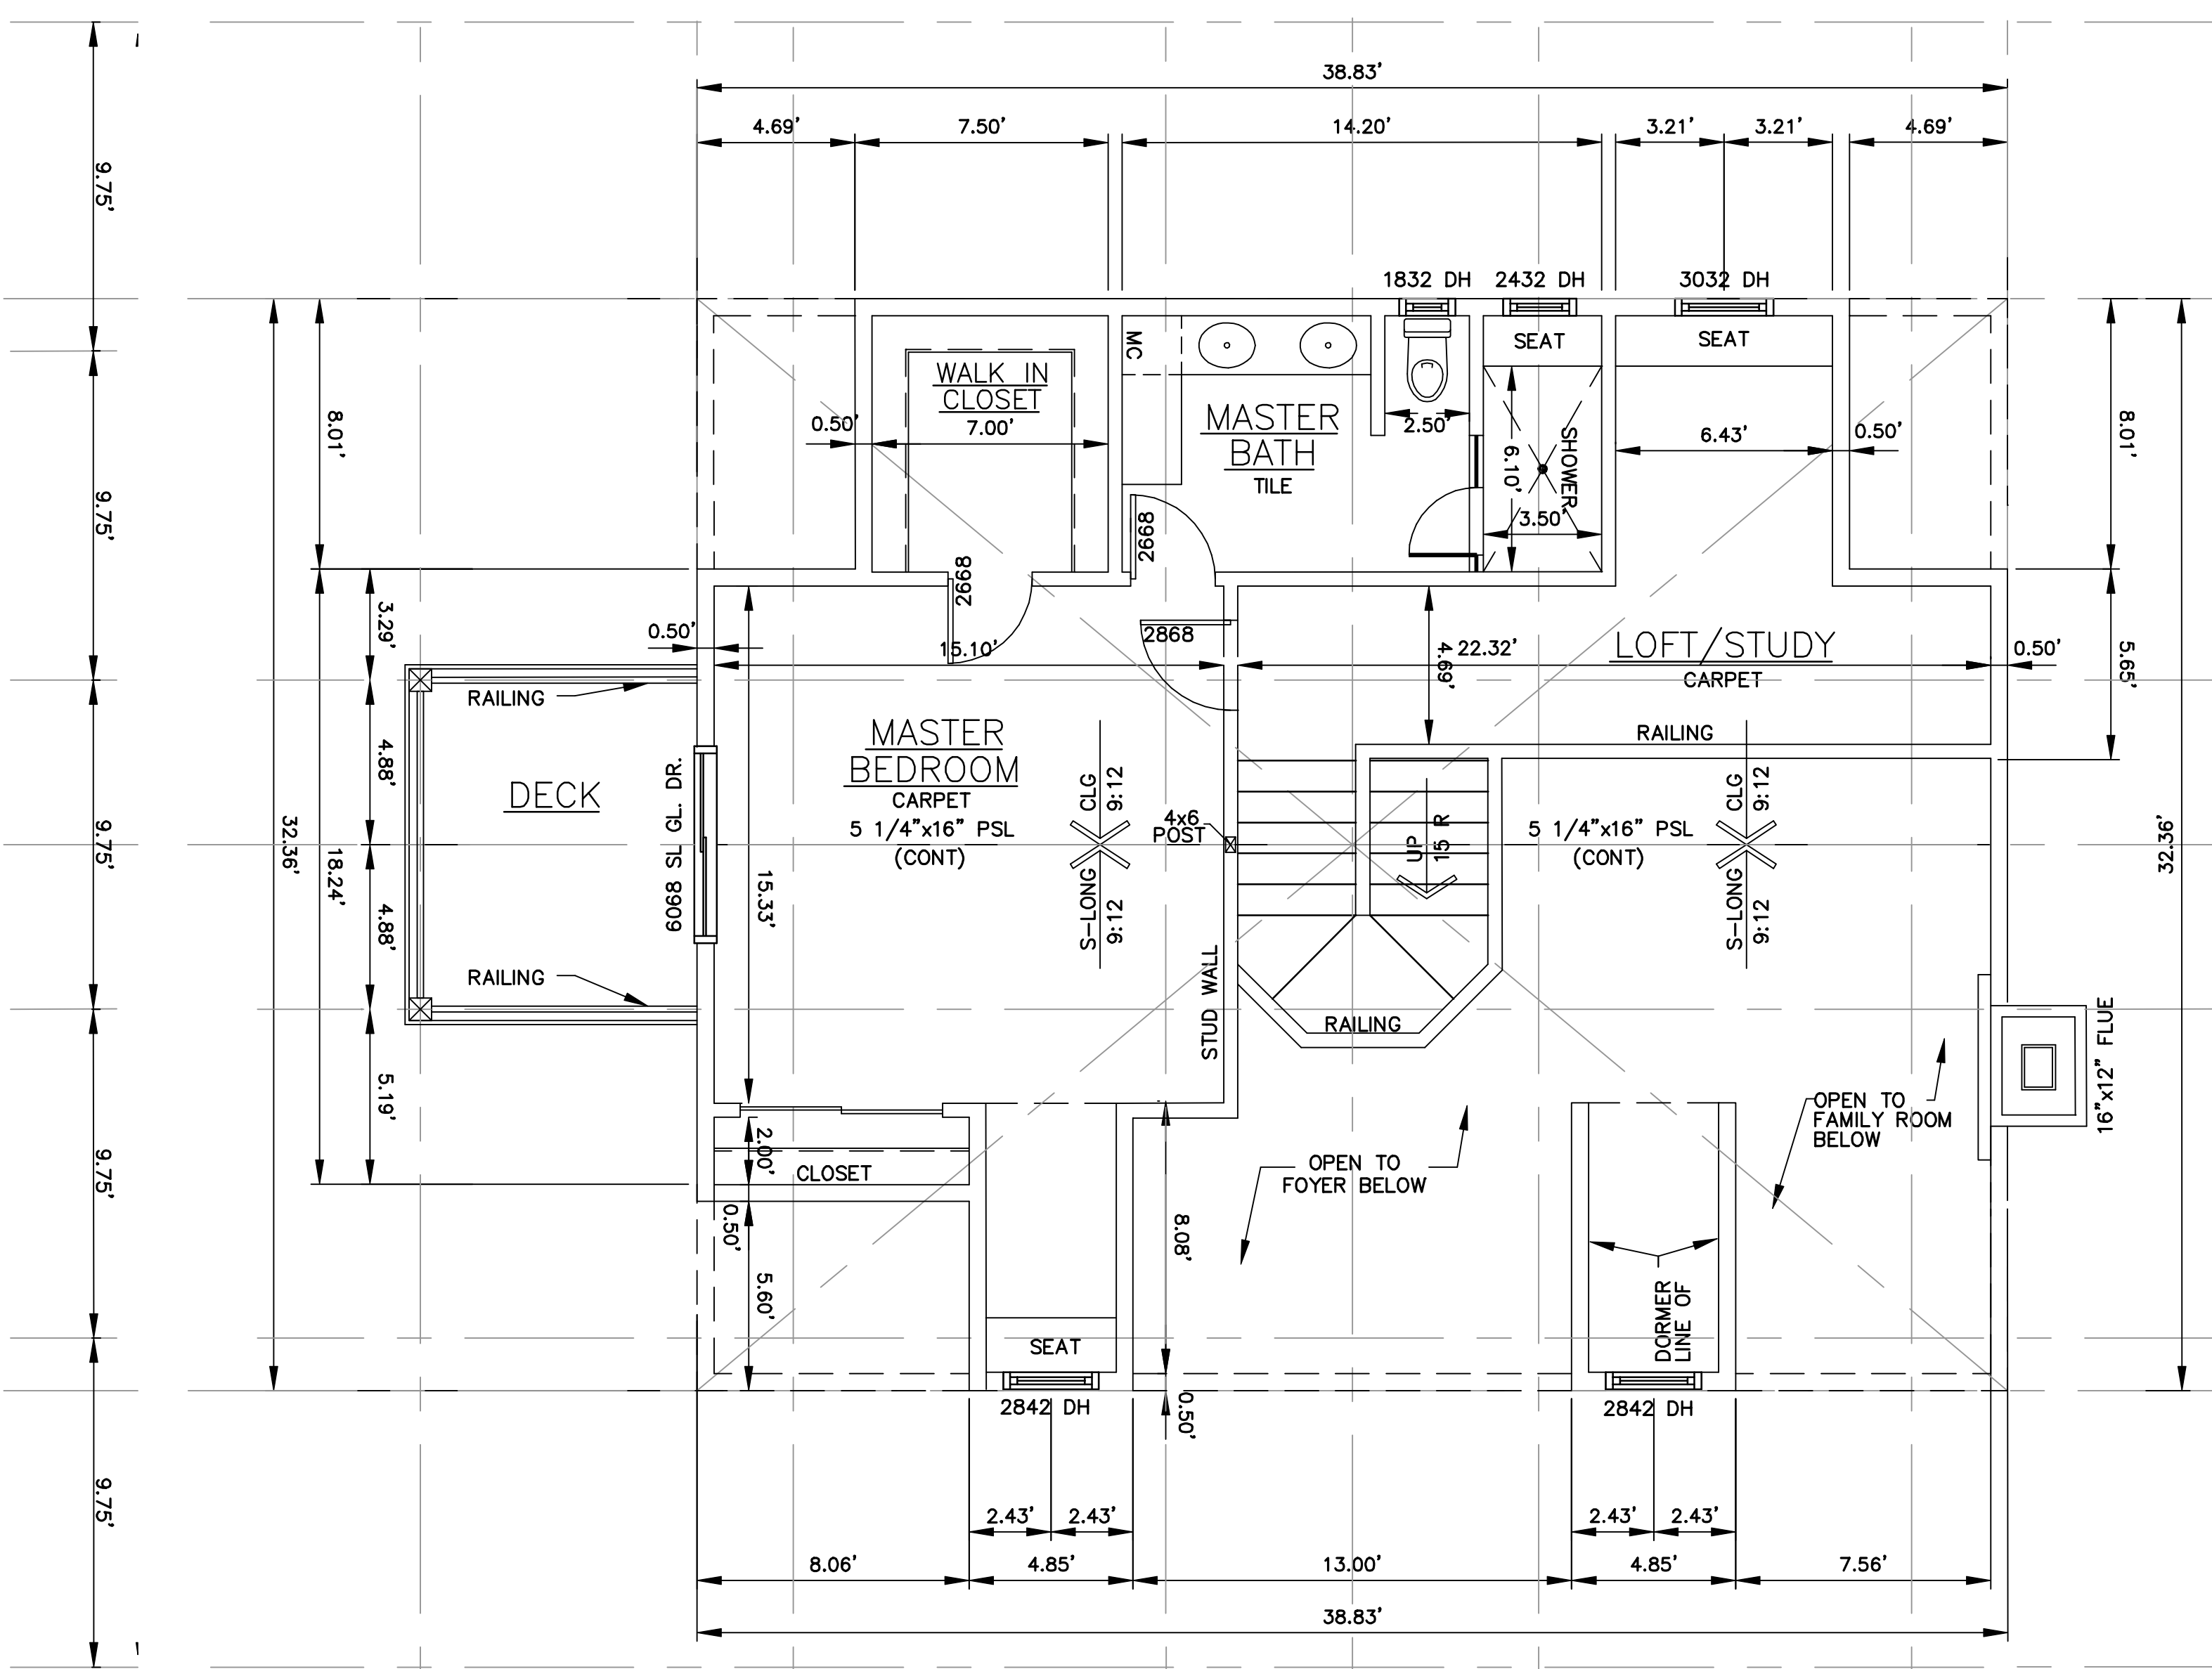 38.83'
4.69'
7.50'
14.20'
3.21'
3.21'
4.69'
1832 DH
2432 DH
3032 DH
9.75'
9.75'
9.75'
9.75'
9.75'
32.36'
8.01'
18.24'
3.29'
4.88'
4.88'
5.19'
MC
SEAT
SEAT
WALK IN
CLOSET
0.50'
7.00'
MASTER
BATH
TILE
2.50'
6.10'
SHOWER
3.50'
6.43'
0.50'
8.01'
2668
2668
2868
0.50'
15.10'
4.69'
22.32'
LOFT/STUDY
CARPET
0.50'
5.65'
RAILING
RAILING
DECK
6098 SL GL. DR.
MASTER
BEDROOM
CARPET
5 1/4"x16" PSL
(CONT)
S-LONG CLG
9:12 9:12
4x6
POST
UP
15 R
5 1/4"x16" PSL
(CONT)
S-LONG CLG
9:12 9:12
32.36'
15.33'
RAILING
STUD WALL
RAILING
16"x12" FLUE
OPEN TO
FAMILY ROOM
BELOW
2.00'
CLOSET
OPEN TO
FOYER BELOW
0.50'
5.60'
8.08'
SEAT
DORMER
LINE OF
2842 DH
0.50'
2842 DH
2.43'
2.43'
2.43'
2.43'
8.06'
4.85'
13.00'
4.85'
7.56'
38.83'